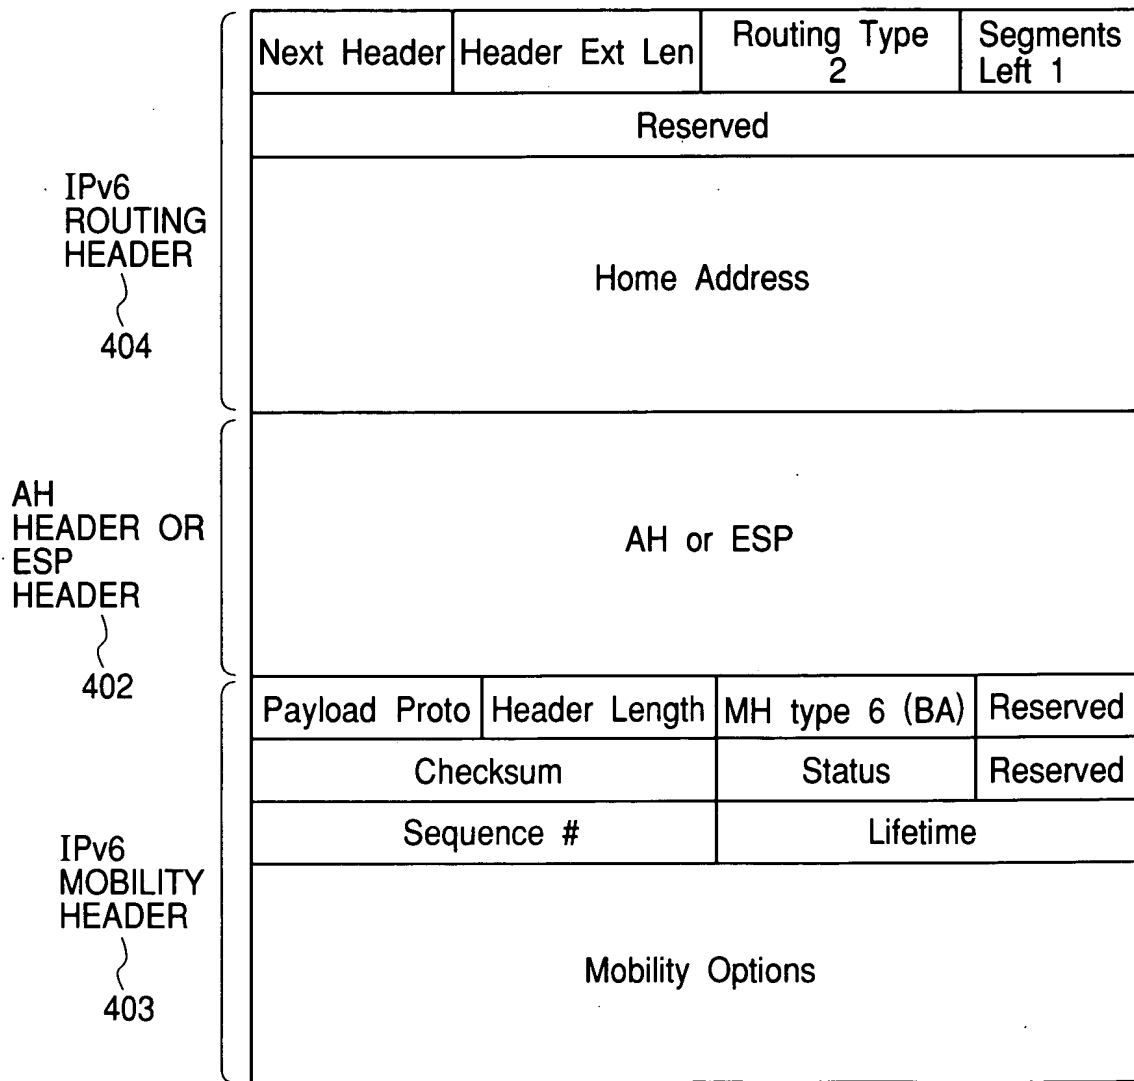 Next Header
Header Ext Len
Routing Type
2
Segments
Left 1
Reserved
IPv6
ROUTING
HEADER
404
Home Address
AH
HEADER OR
ESP
HEADER
402
AH or ESP
Payload Proto
Header Length
MH type 6 (BA)
Reserved
Checksum
Status
Reserved
Sequence #
Lifetime
IPv6
MOBILITY
HEADER
403
Mobility Options